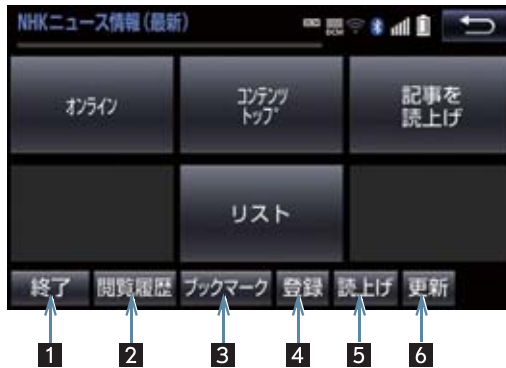 NHKニュース情報(最新)
オンライン
コンテンツ
トップ
記事を
読上げ
リスト
終了 閲覧履歴 ブックマーク 登録 読上げ 更新
1 2 3 4 5 6